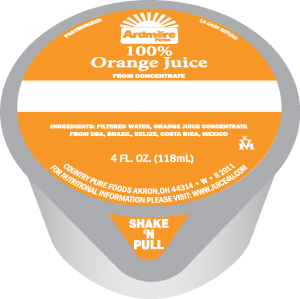 PASTEURIZED
CA CASH REFUND
Ardmore
Farms
100%
Orange Juice
FROM CONCENTRATE
INGREDIENTS: FILTERED WATER, ORANGE JUICE CONCENTRATE
FROM USA, BRAZIL, BELIZE, COSTA RICA, MEXICO
4 FL. OZ. (118mL)
COUNTRY PURE FOODS AKRON,OH 44314 • W • R 2011
FOR NUTRITIONAL INFORMATION PLEASE VISIT: WWW.JUICE4U.COM
SHAKE
'N
PULL